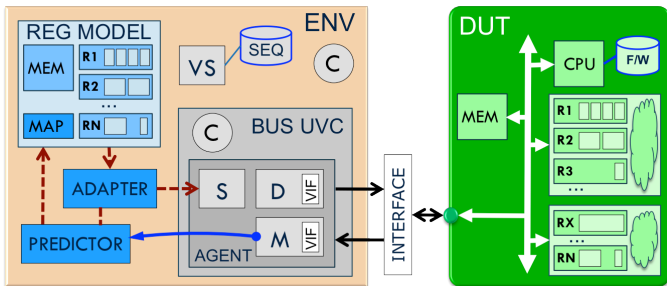 REG MODEL
MEM
R1
R2
...
MAP
RN
ENV
VS
SEQ
C
C
BUS UVC
ADAPTER
PREDICTOR
S
D
VIF
M
VIF
AGENT
INTERFACE
DUT
CPU
F/W
MEM
R1
R2
R3
...
RX
...
RN